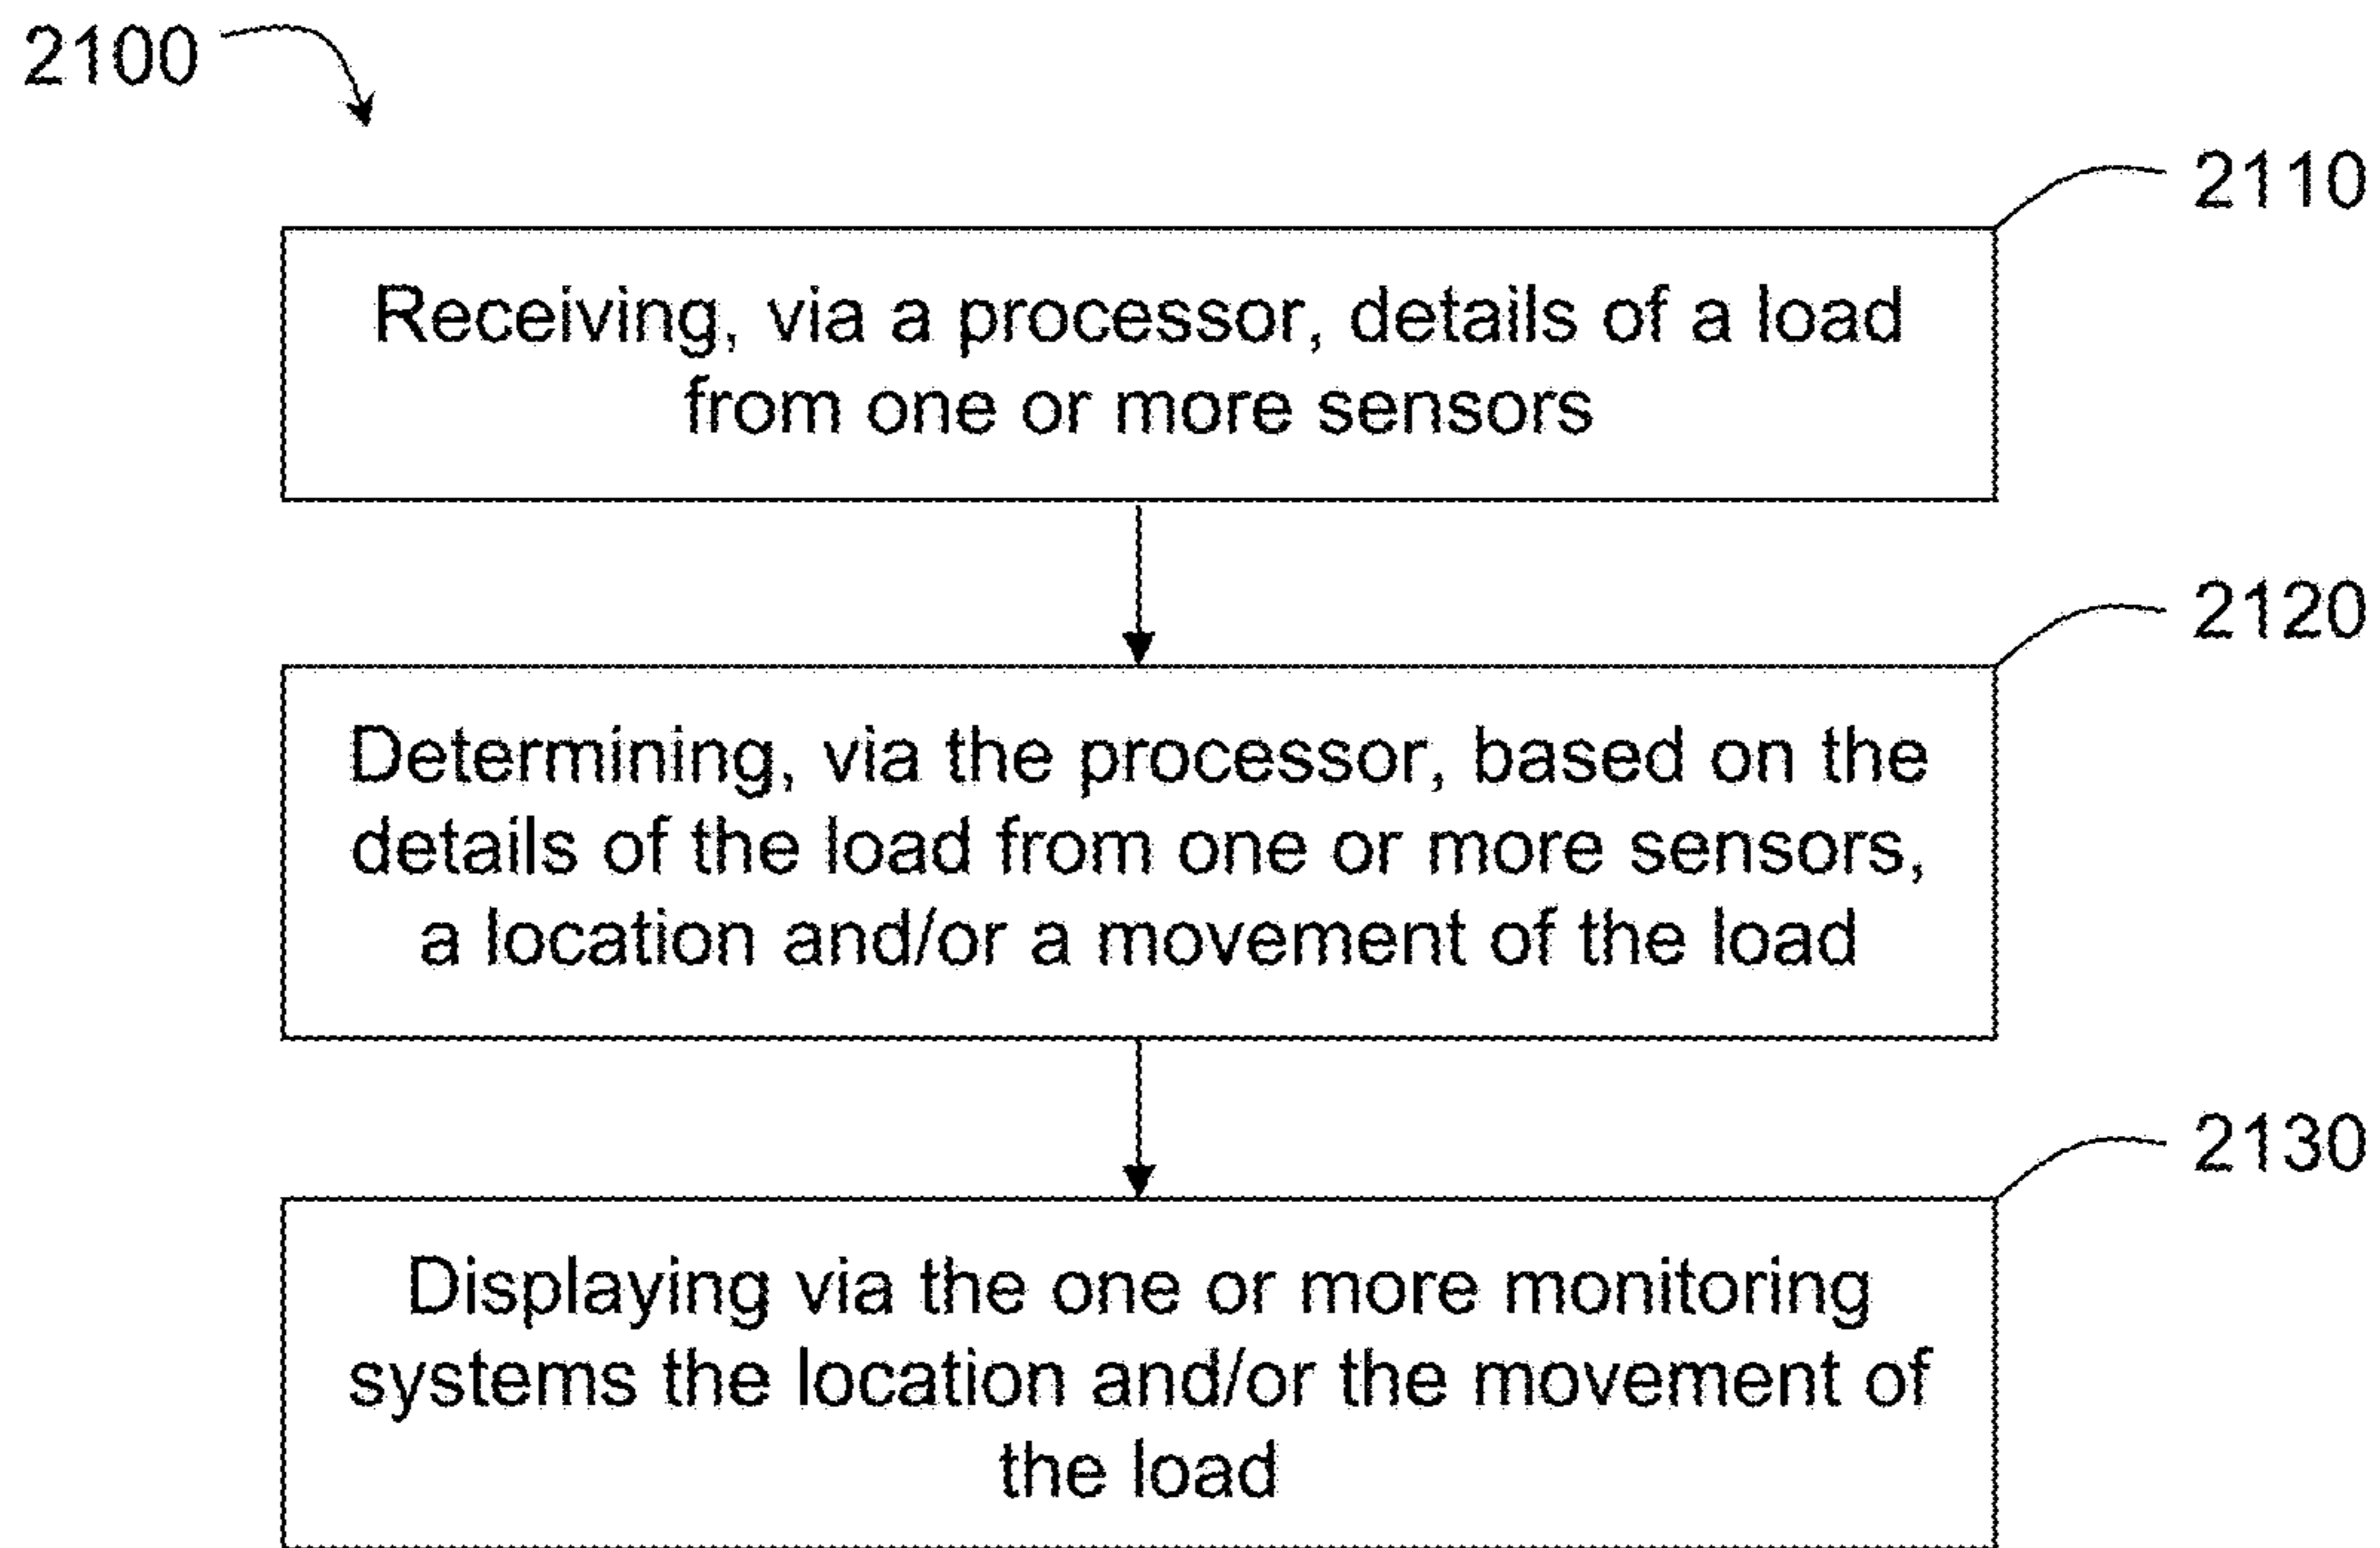 2100
2110
Receiving, via a processor, details of a load
from one or more sensors
2120
Determining, via the processor, based on the
details of the load from one or more sensors,
a location and/or a movement of the load
2130
Displaying via the one or more monitoring
systems the location and/or the movement of
the load